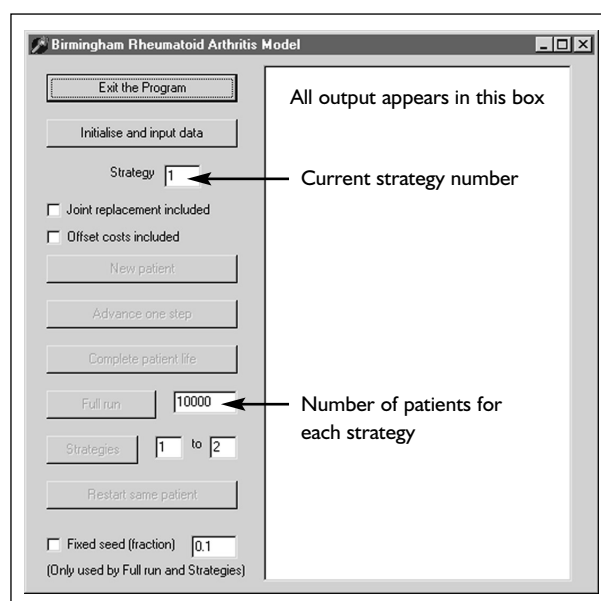 Birmingham Rheumatoid Arthritis Model
Exit the Program
All output appears in this box
Initialise and input data
Strategy 1
Current strategy number
Joint replacement included
Offset costs included
New patient
Advance one step
Complete patient life
Full run 10000
Number of patients for
each strategy
Strategies 1 to 2
Restart same patient
Fixed seed (fraction) 0.1
(Only used by Full run and Strategies)